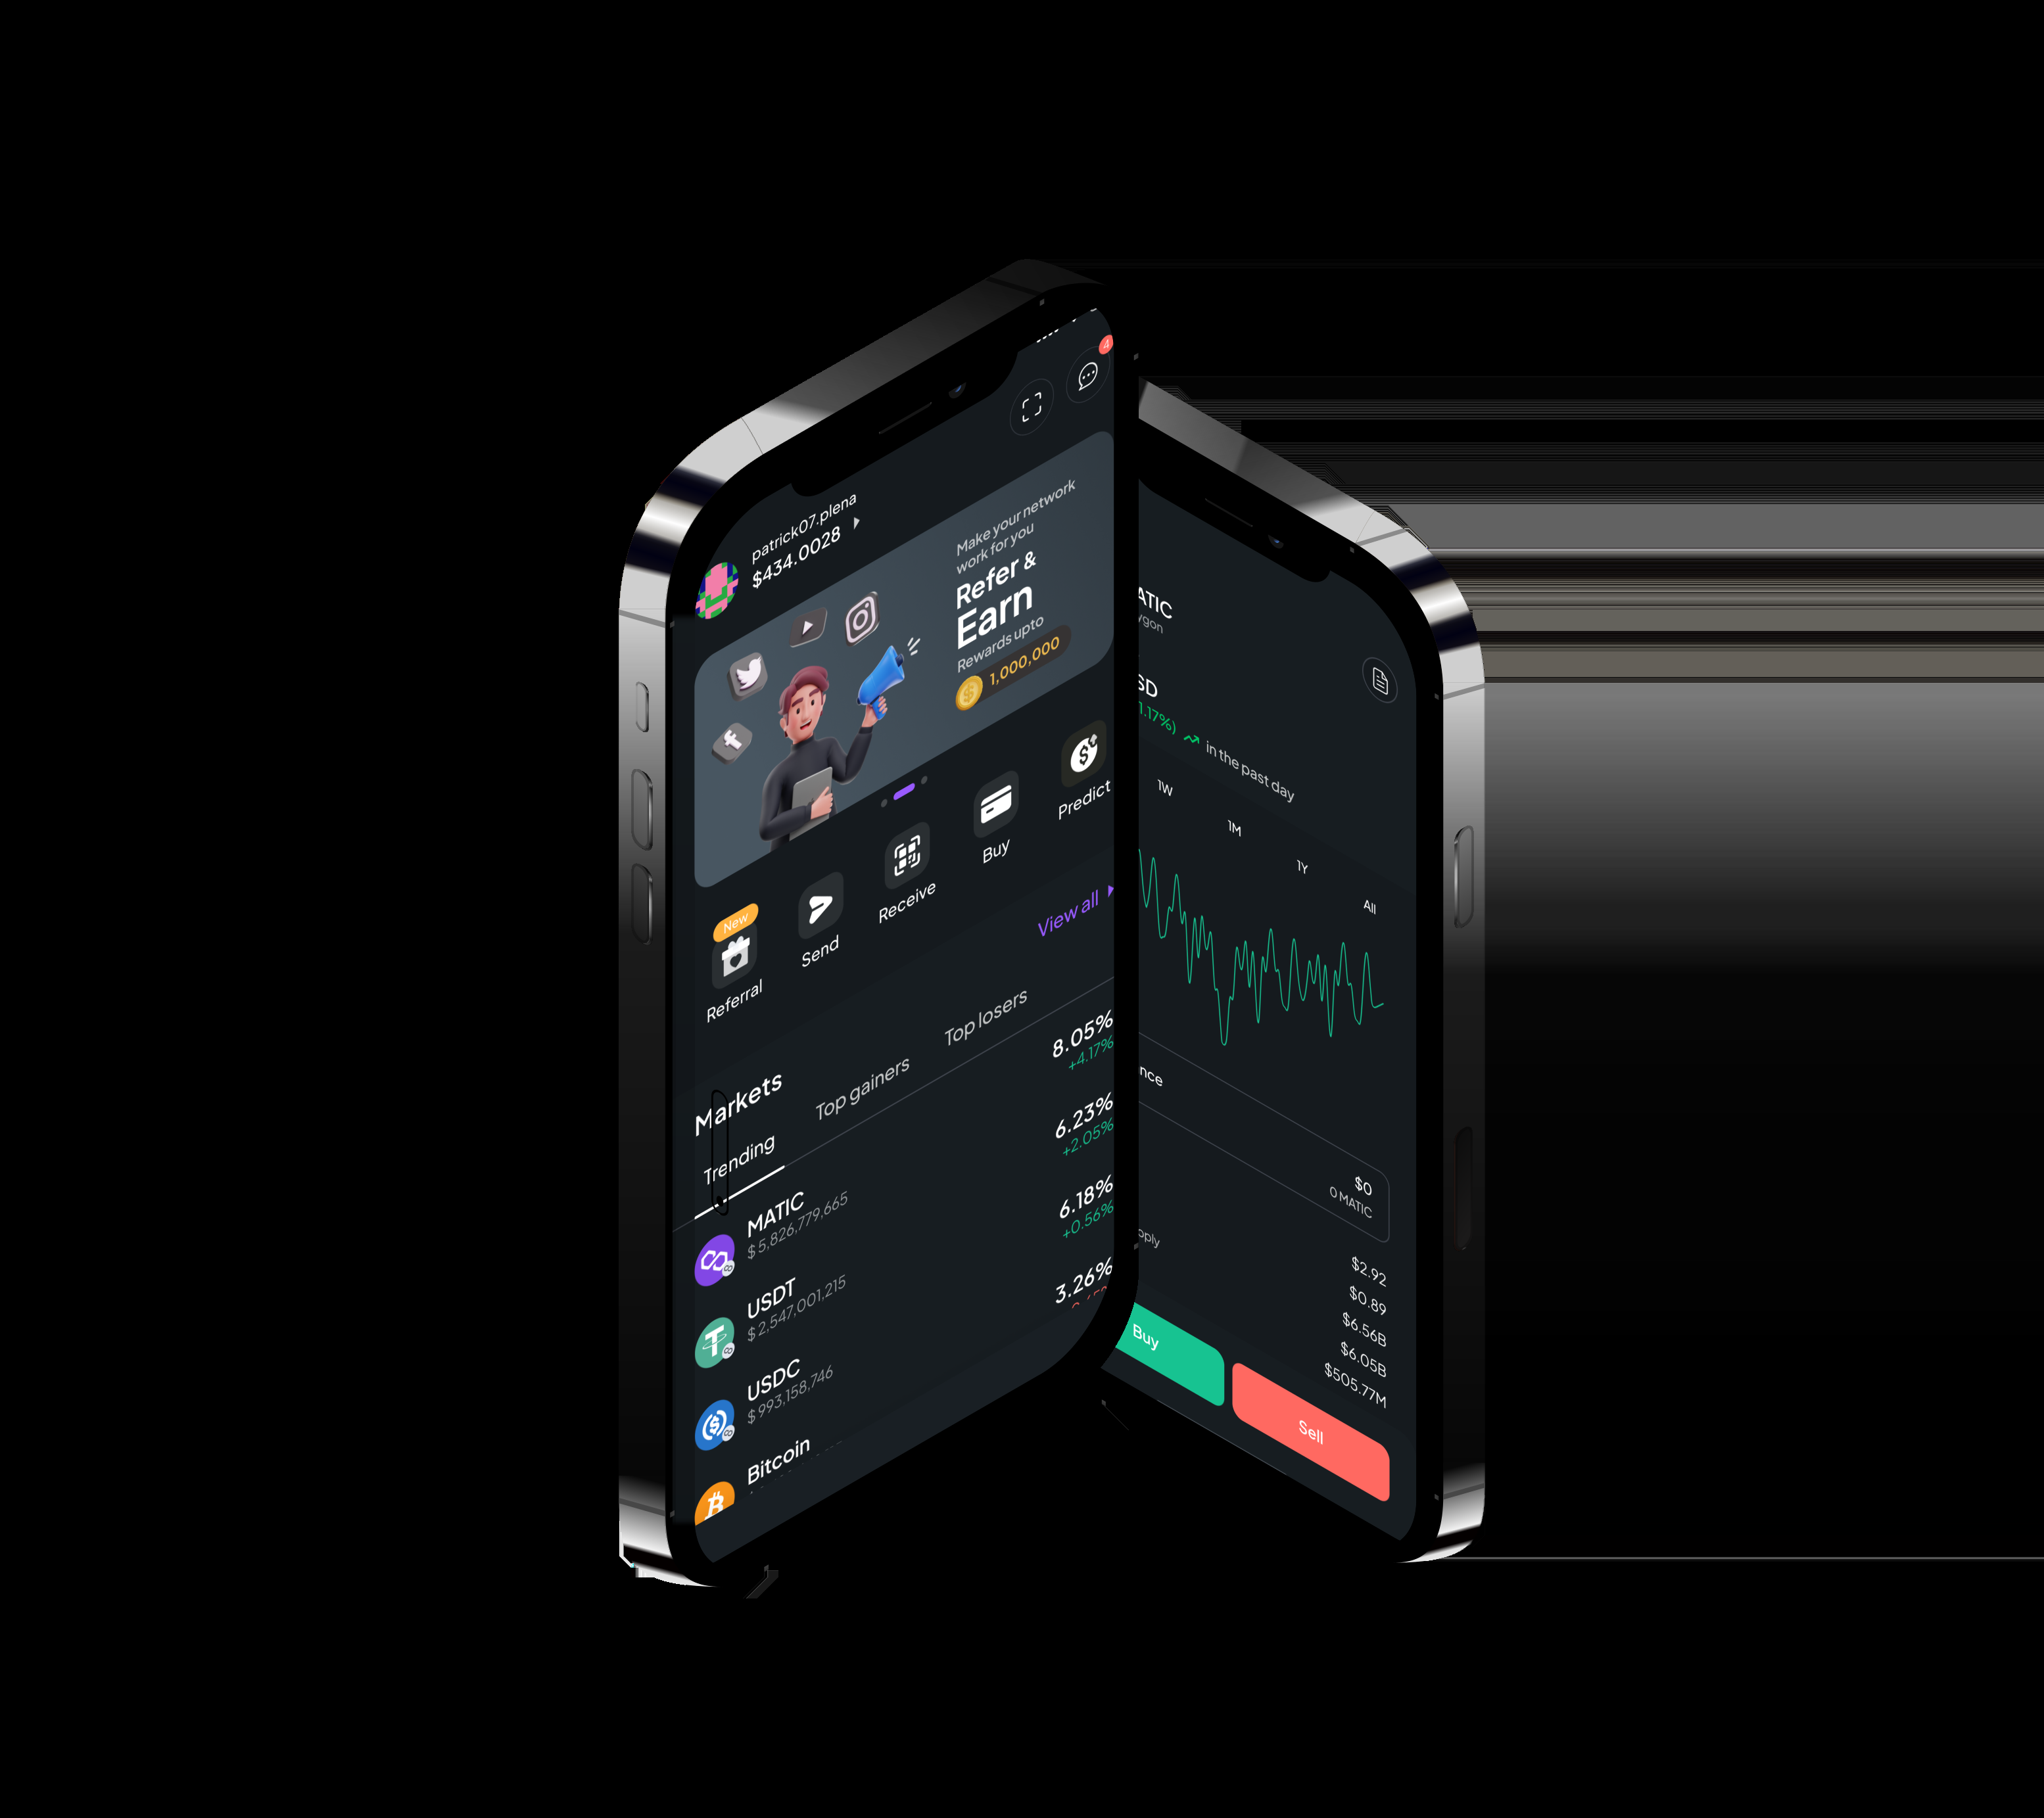 4
patrick07.plena
$434.0028
Make your network
work for you
Refer &
Earn
Rewards upto
1,000,000
New
Referral
Send
Receive
Buy
Predict
Markets
View all
Trending
Top gainers
Top losers
MATIC
$5,826,779,665
8.05%
+4.17%
USDT
$2,547,001,215
6.23%
+2.05%
USDC
$993,158,746
6.18%
+0.56%
Bitcoin
3.26%
ATIC
ygon
SD
1.17%)
in the past day
1W
1M
1Y
All
nce
$0
0 MATIC
pply
$2.92
$0.89
$6.56B
$6.05B
$505.77M
Buy
Sell